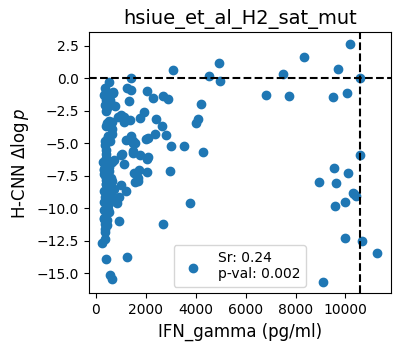 hsiue_et_al_H2_sat_mut
H-CNN Δlog p
2.5
0.0
−2.5
−5.0
−7.5
−10.0
−12.5
−15.0
Sr: 0.24
p-val: 0.002
0
2000
4000
6000
8000
10000
IFN_gamma (pg/ml)